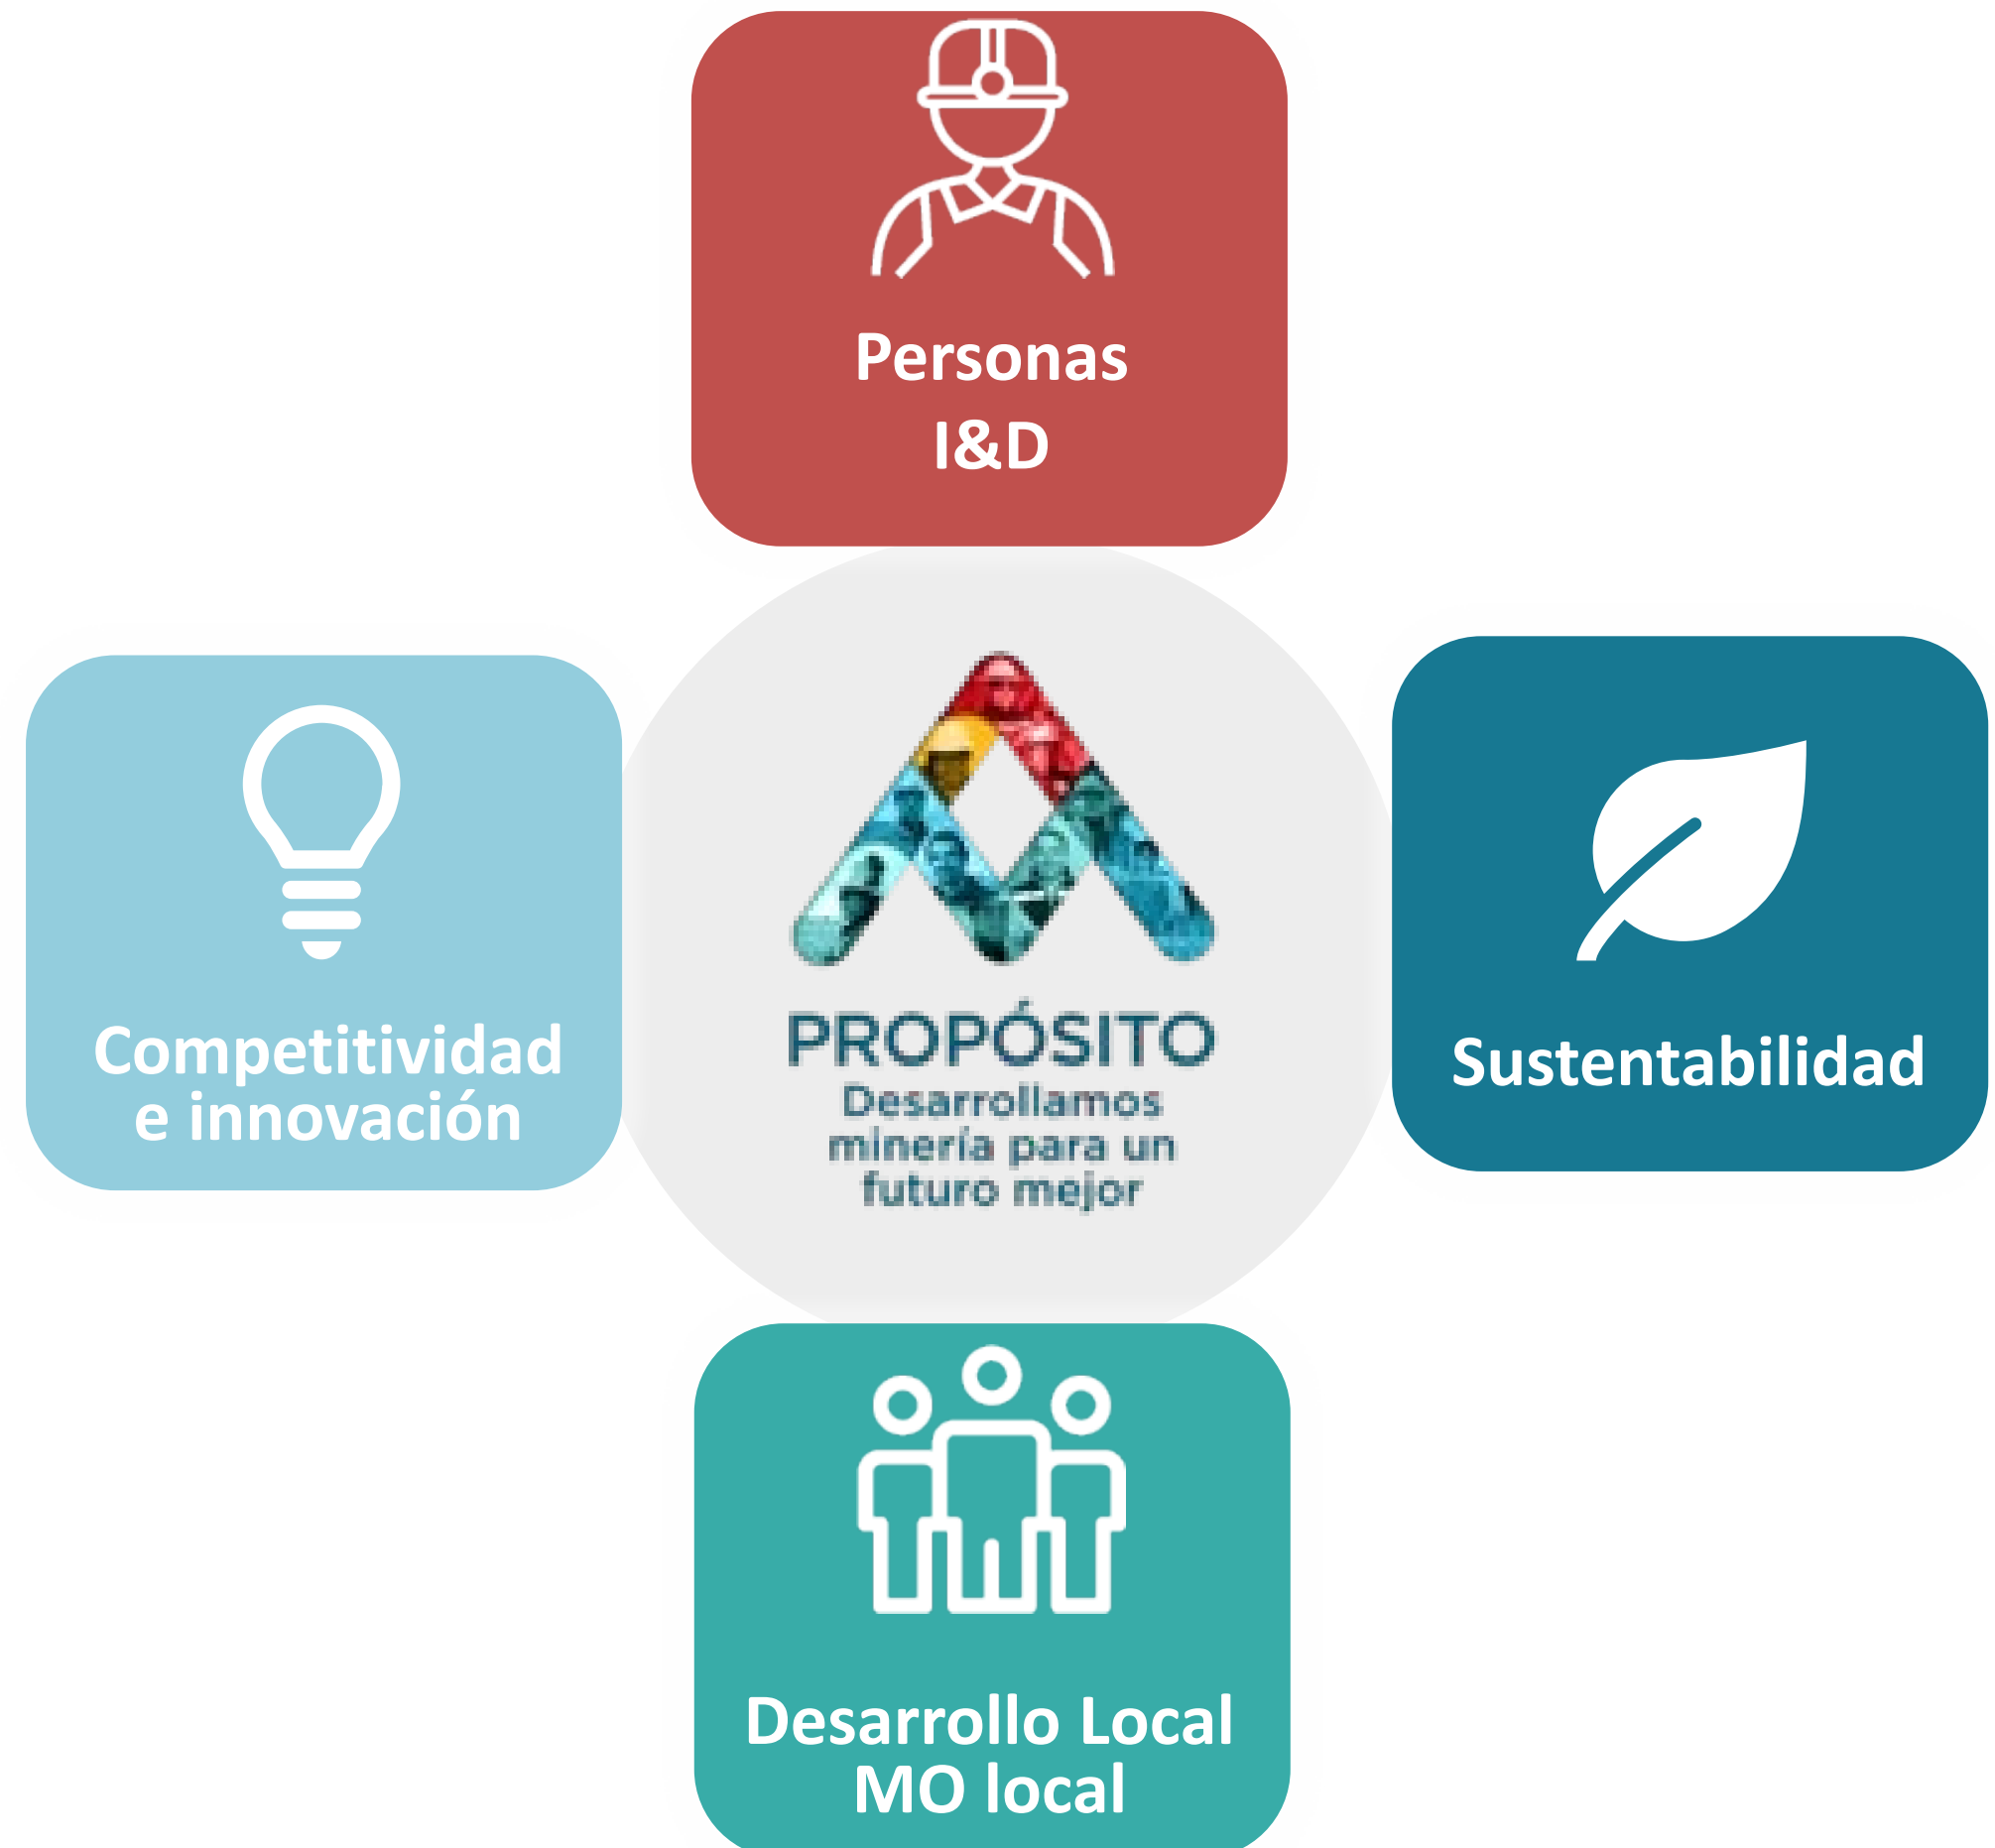 Personas
I&D
Competitividad
e innovación
PROPÓSITO
Desarrollamos
minería para un
futuro mejor
Sustentabilidad
Desarrollo Local
MO local